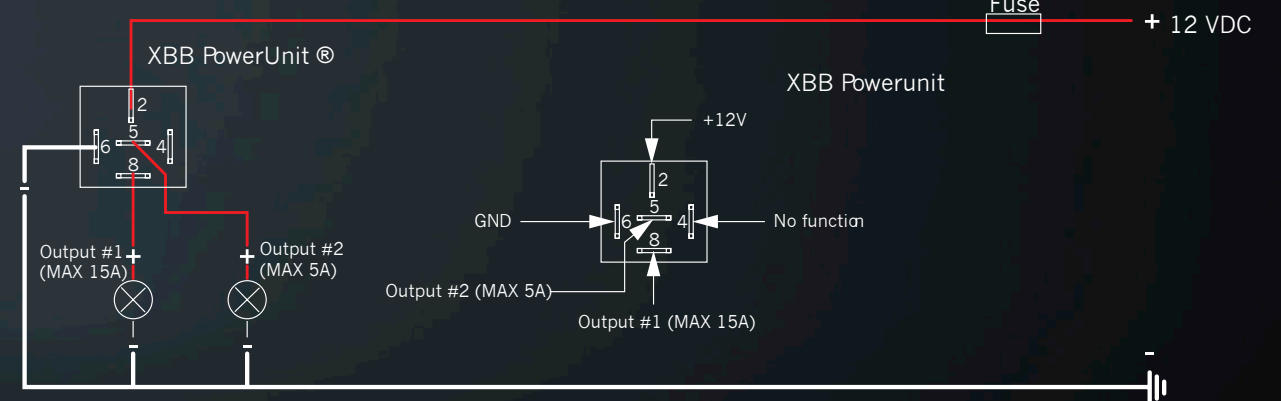 Fuse
+ 12 VDC
XBB PowerUnit ®
2
5
6
4
8
-
Output #1
(MAX 15A)
+
+
Output #2
(MAX 5A)
-
-
XBB Powerunit
+12V
2
5
GND
6
4
No function
8
Output #2 (MAX 5A)
Output #1 (MAX 15A)
-